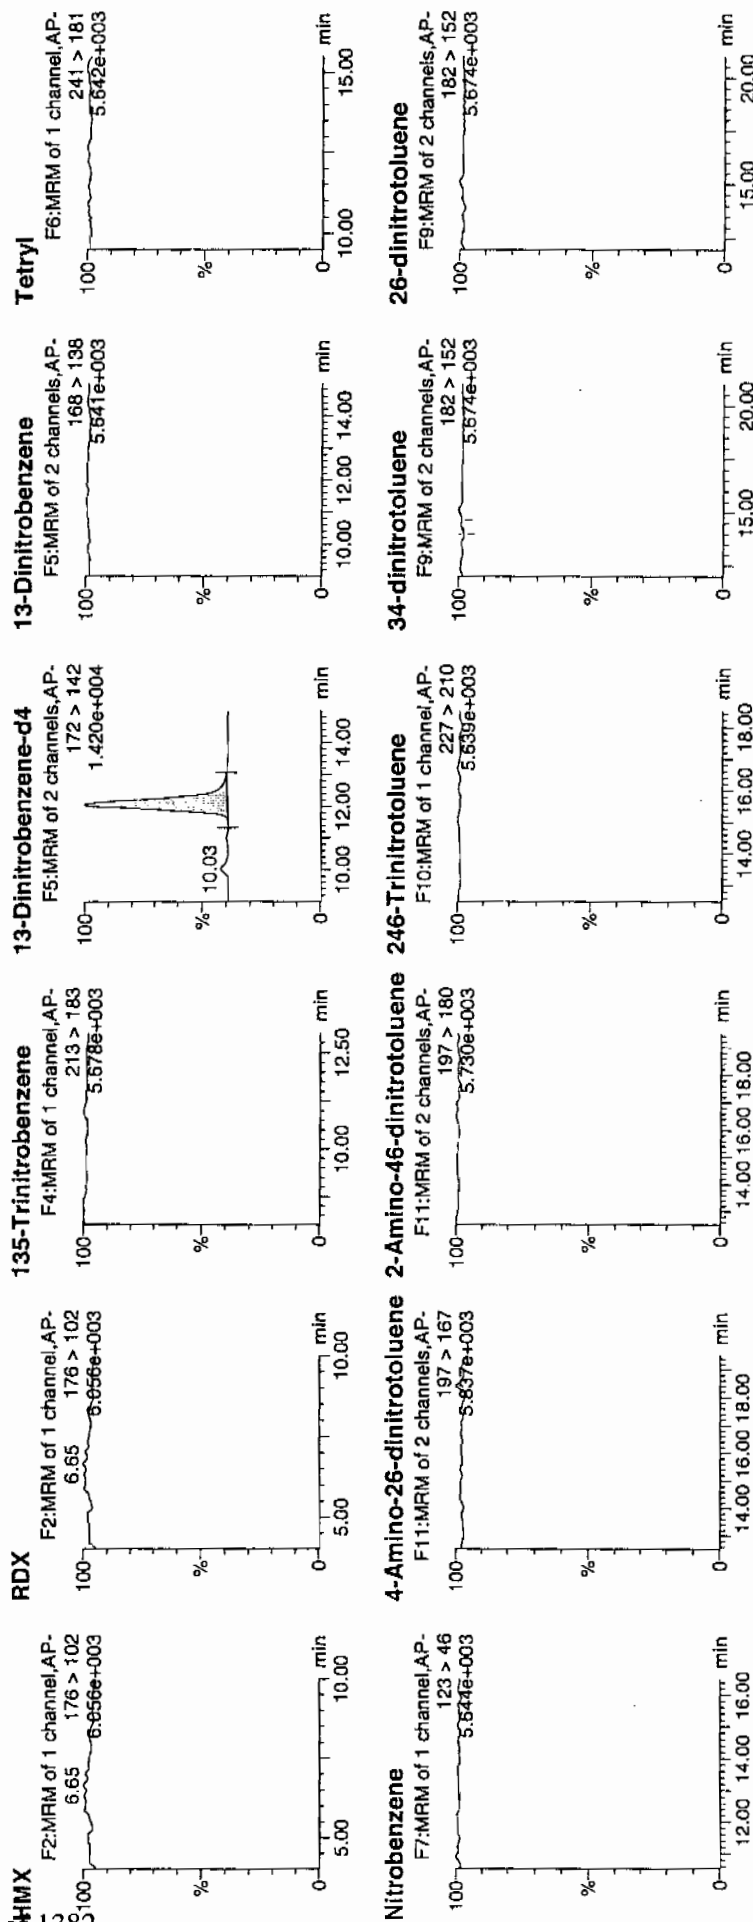 HMX
F2:MRM of 1 channel,AP-
176 > 102
6.056e+003
6.65
100
%
0
5.00 10.00 min
RDX
F2:MRM of 1 channel,AP-
176 > 102
6.056e+003
6.65
100
%
0
5.00 10.00 min
135-Trinitrobenzene
F4:MRM of 1 channel,AP-
213 > 183
5.678e+003
100
%
0
10.00 12.50 min
13-Dinitrobenzene-d4
F5:MRM of 2 channels,AP-
172 > 142
1.420e+004
10.03
100
%
0
10.00 12.00 14.00 min
13-Dinitrobenzene
F5:MRM of 2 channels,AP-
168 > 138
5.641e+003
100
%
0
10.00 12.00 14.00 min
Tetryl
F6:MRM of 1 channel,AP-
241 > 181
5.642e+003
100
%
0
10.00 15.00 min
Nitrobenzene
F7:MRM of 1 channel,AP-
123 > 46
5.644e+003
100
%
0
12.00 14.00 16.00 min
4-Amino-26-dinitrotoluene
F11:MRM of 2 channels,AP-
197 > 167
5.837e+003
100
%
0
14.00 16.00 18.00 min
2-Amino-46-dinitrotoluene
F11:MRM of 2 channels,AP-
197 > 180
5.730e+003
100
%
0
14.00 16.00 18.00 min
246-Trinitrotoluene
F10:MRM of 1 channel,AP-
227 > 210
5.639e+003
100
%
0
14.00 16.00 18.00 min
34-dinitrotoluene
F9:MRM of 2 channels,AP-
182 > 152
5.674e+003
100
%
0
15.00 20.00 min
26-dinitrotoluene
F9:MRM of 2 channels,AP-
182 > 152
5.674e+003
100
%
0
15.00 20.00 min